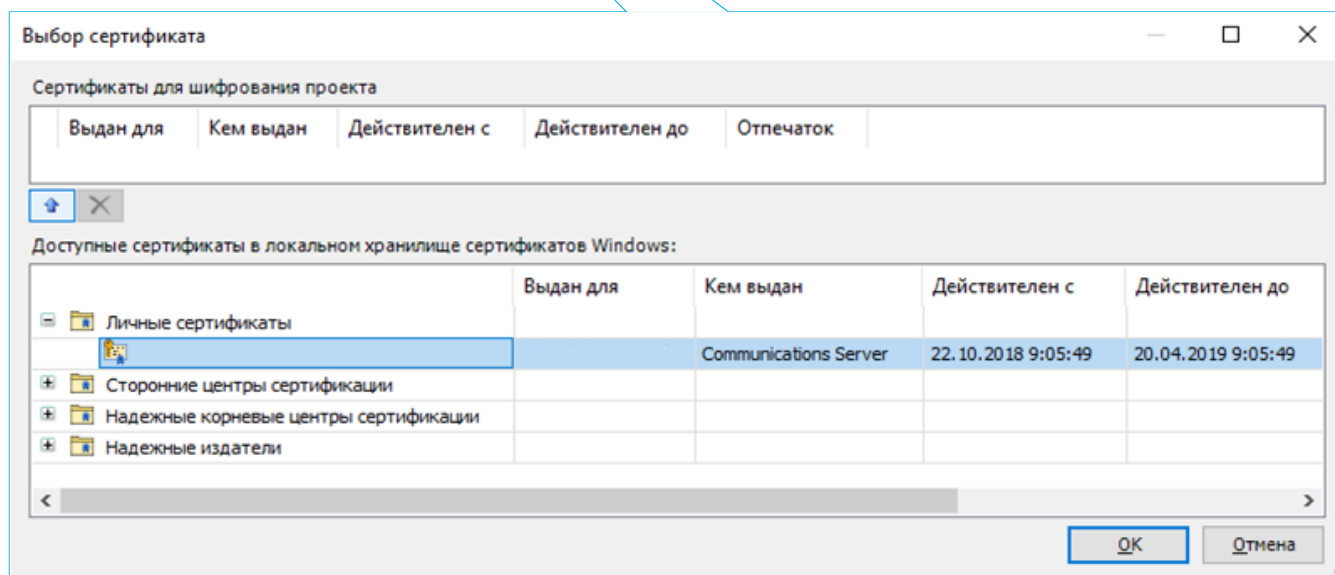 Выбор сертификата
Сертификаты для шифрования проекта
Выдан для Кем выдан Действителен с Действителен до Отпечаток
Доступные сертификаты в локальном хранилище сертификатов Windows:
Выдан для Кем выдан Действителен с Действителен до
Личные сертификаты
Communications Server 22.10.2018 9:05:49 20.04.2019 9:05:49
Сторонние центры сертификации
Надежные корневые центры сертификации
Надежные издатели
OK Отмена